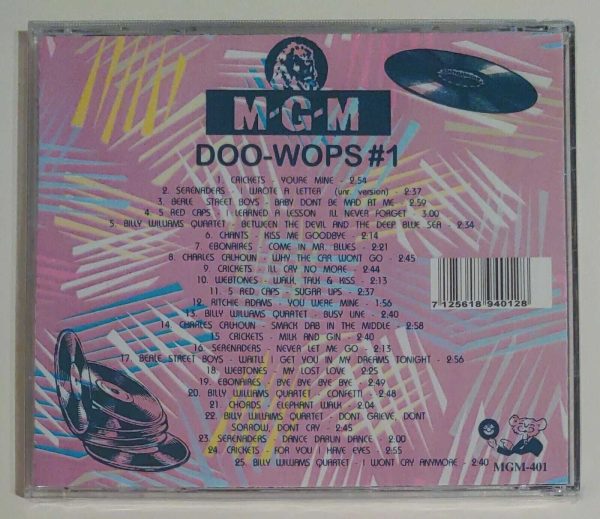 M-G-M
DOO-WOPS #1
1. CRICKETS - YOURE MINE - 2:54
2. SERENADERS - I WROTE A LETTER (unr. version) - 2:37
3. BEALE STREET BOYS - BABY DONT BE MAD AT ME - 2:59
4. 5 RED CAPS - I LEARNED A LESSON ILL NEVER FORGET 3:00
5. BILLY WILLIAMS QUARTET - BETWEEN THE DEVIL AND THE DEEP BLUE SEA - 2:34
6. CHANTS - KISS ME GOODBYE - 2:14
7. EBONAIRES - COME IN MR. BLUES - 2:21
8. CHARLES CALHOUN - WHY THE CAR WONT GO - 2:45
9. CRICKETS - ILL CRY NO MORE - 2:44
10. WEBTONES - WALK, TALK & KISS - 2:13
11. 5 RED CAPS - SUGAR LIPS - 2:37
12. RITCHIE ADAMS - YOU WERE MINE - 1:56
13. BILLY WILLIAMS QUARTET - BUSY LINE - 2:40
14. CHARLES CALHOUN - SMACK DAB IN THE MIDDLE - 2:58
15. CRICKETS - MILK AND GIN - 2:40
16. SERENADERS - NEVER LET ME GO - 2:13
17. BEALE STREET BOYS - WAIT'LL I GET YOU IN MY DREAMS TONIGHT - 2:56
18. WEBTONES - MY LOST LOVE - 2:25
19. EBONAIRES - BYE BYE BYE BYE - 2:49
20. BILLY WILLIAMS QUARTET - CONFETTI - 2:48
21. CHORDS - ELEPHANT WALK - 2:04
22. BILLY WILLIAMS QUARTET - DONT GRIEVE, DONT
SORROW, DONT CRY - 2:45
23. SERENADERS - DANCE DARLIN DANCE - 2:00
24. CRICKETS - FOR YOU I HAVE EYES - 2:55
25. BILLY WILLIAMS QUARTET - I WONT CRY ANYMORE - 2:40
7 125618 940128
MGM-401